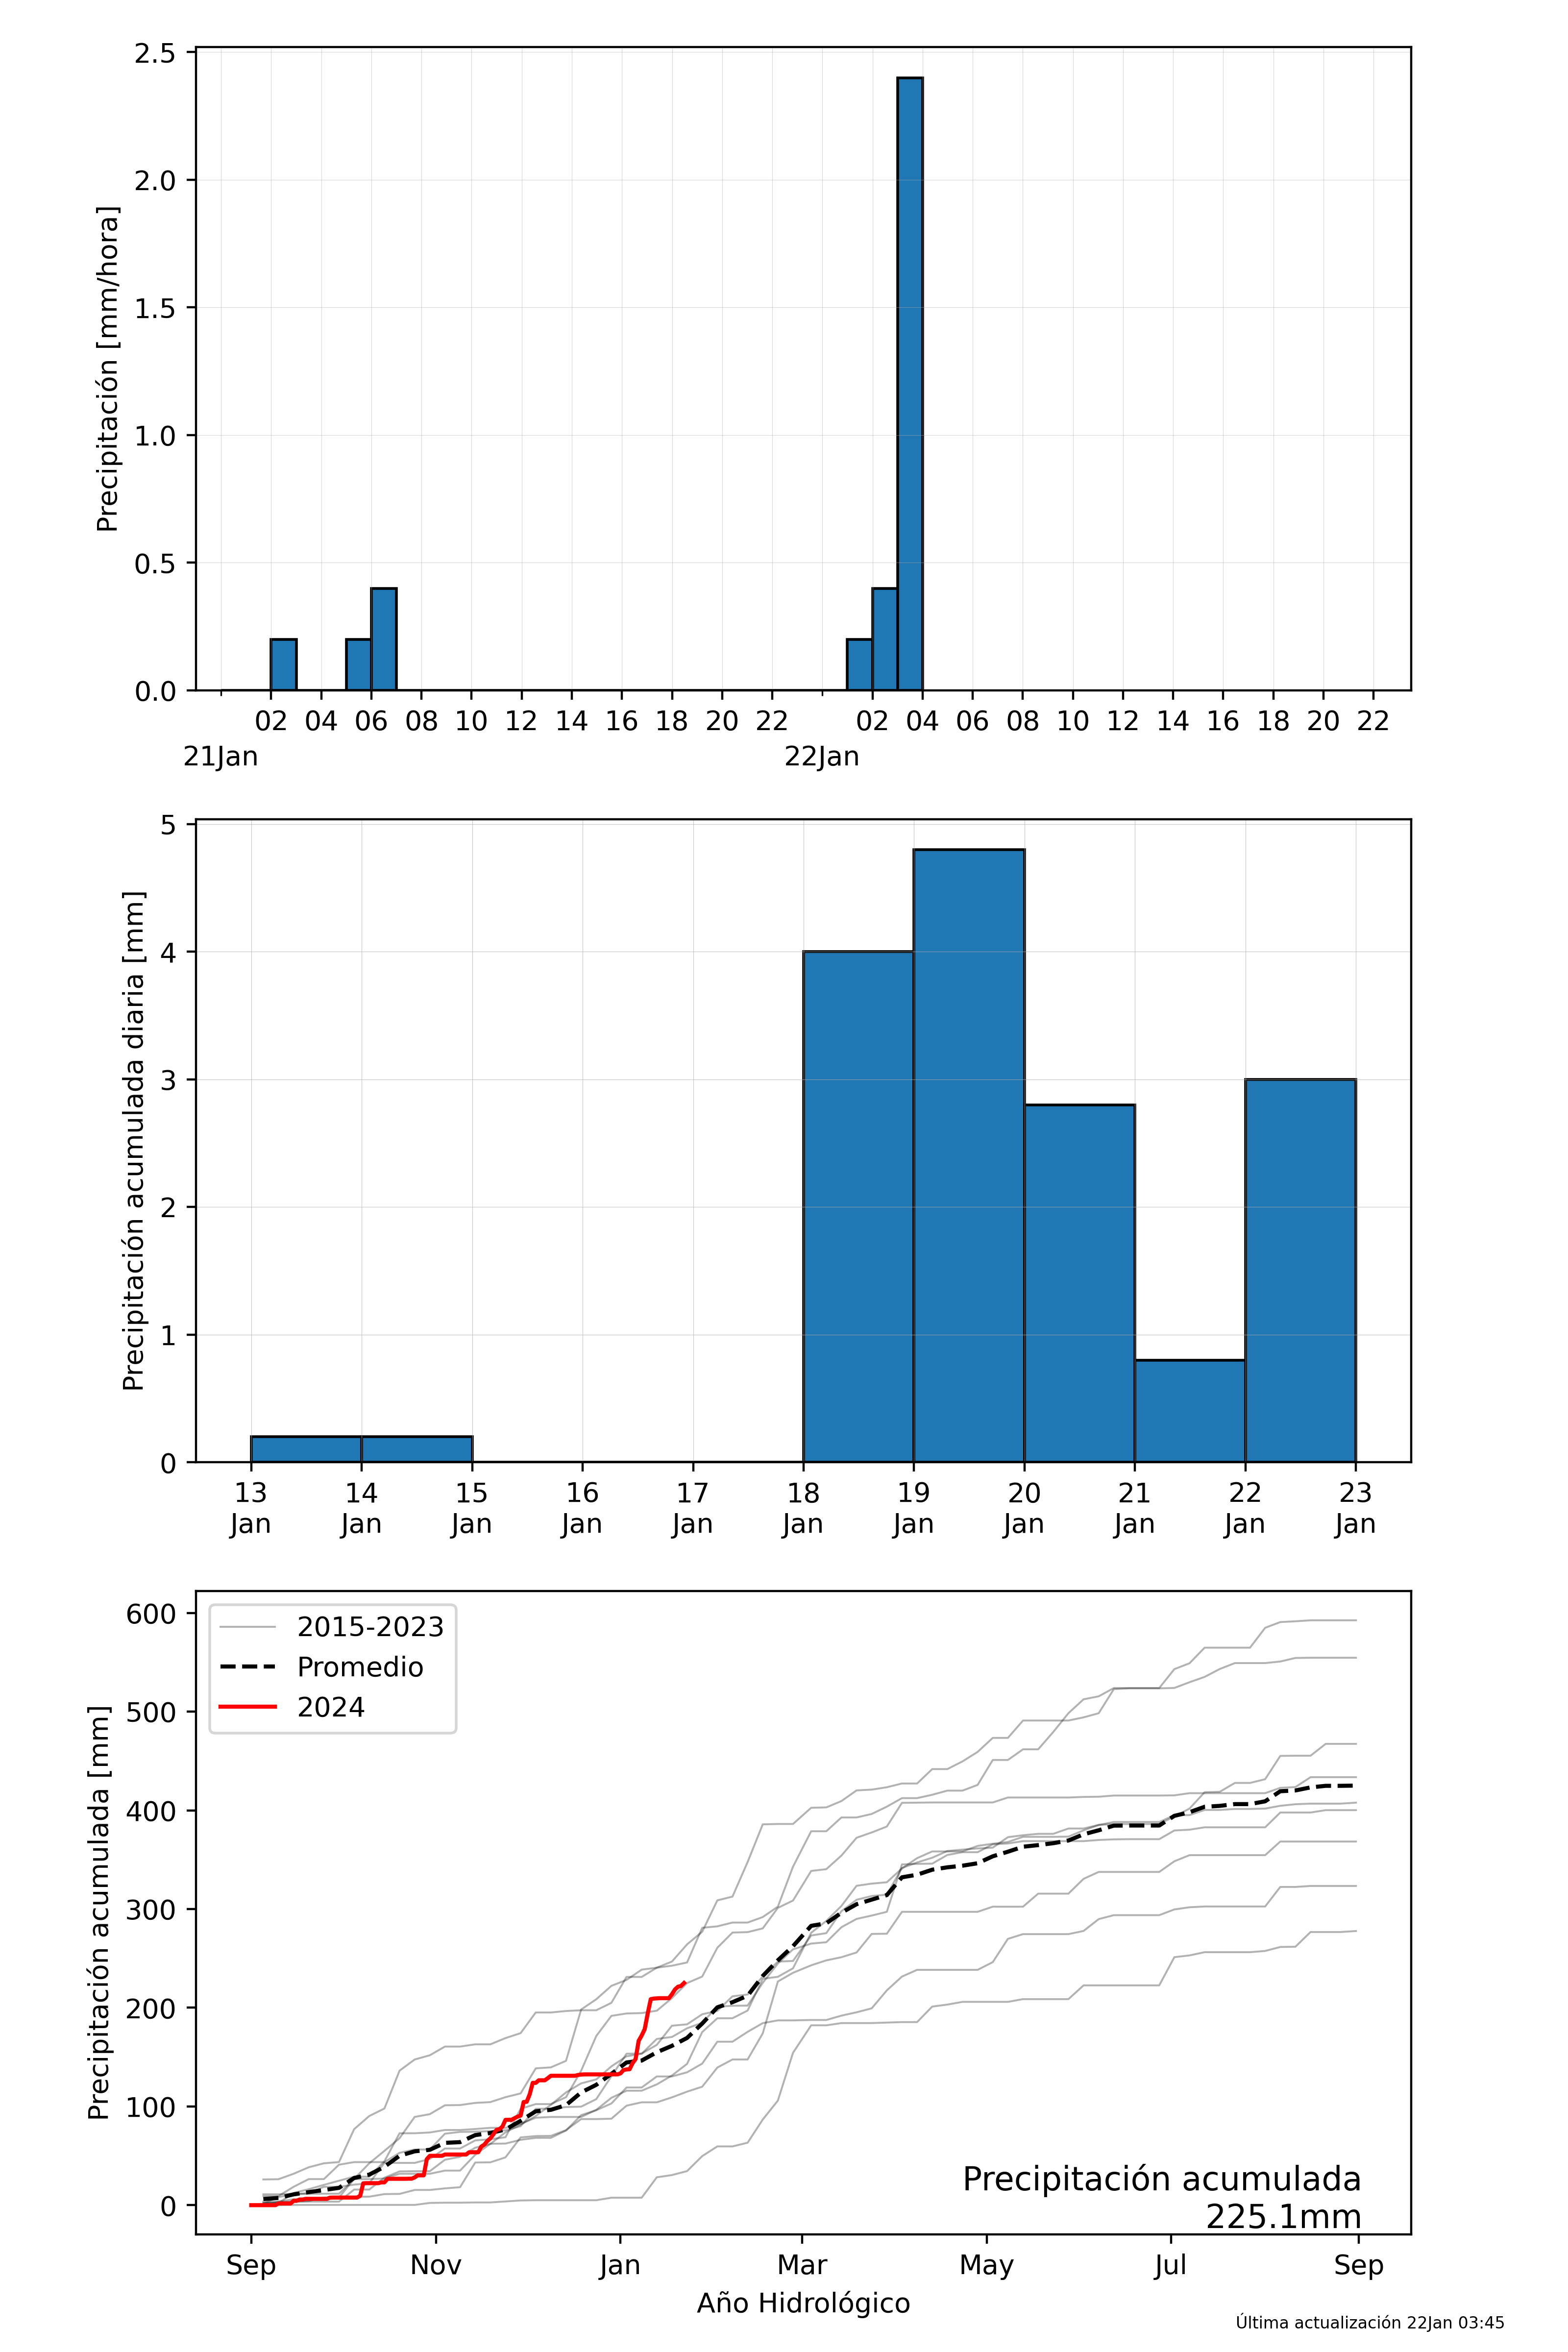 2.5
2.0
1.5
1.0
0.5
0.0
Precipitación [mm/hora]
02 04 06 08 10 12 14 16 18 20 22 02 04 06 08 10 12 14 16 18 20 22
21Jan 22Jan
5
4
3
2
1
0
Precipitación acumulada diaria [mm]
13 14 15 16 17 18 19 20 21 22 23
Jan Jan Jan Jan Jan Jan Jan Jan Jan Jan Jan
600
500
400
300
200
100
0
Precipitación acumulada [mm]
2015-2023
Promedio
2024
Precipitación acumulada
225.1mm
Sep Nov Jan Mar May Jul Sep
Año Hidrológico
Última actualización 22Jan 03:45